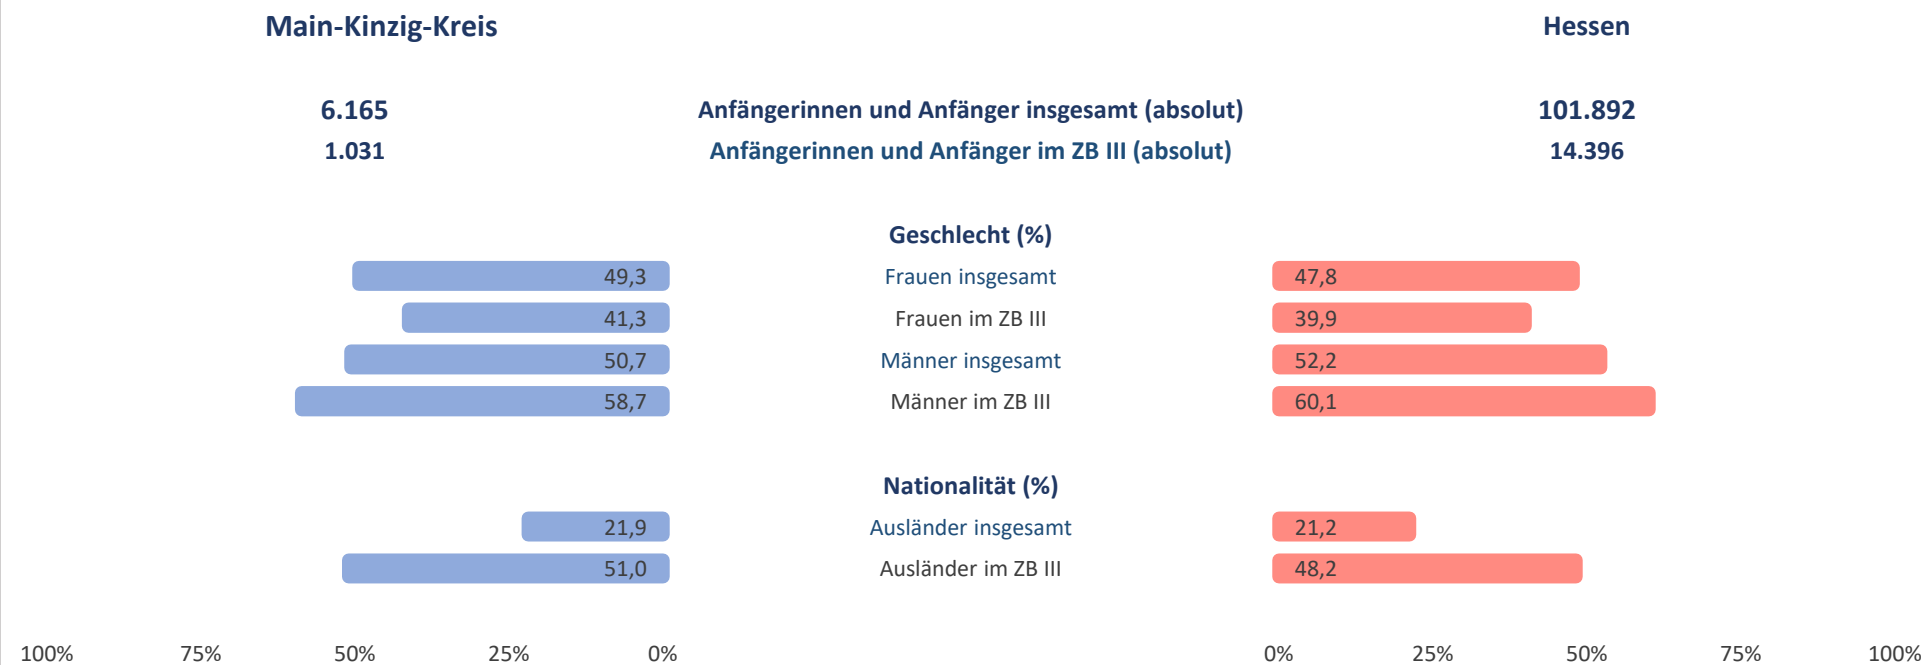 Main-Kinzig-Kreis Hessen
6.165 Anfängerinnen und Anfänger insgesamt (absolut) 101.892
1.031 Anfängerinnen und Anfänger im ZB III (absolut) 14.396
Geschlecht (%)
49,3 Frauen insgesamt 47,8
41,3 Frauen im ZB III 39,9
50,7 Männer insgesamt 52,2
58,7 Männer im ZB III 60,1
Nationalität (%)
21,9 Ausländer insgesamt 21,2
51,0 Ausländer im ZB III 48,2
100% 75% 50% 25% 0% 0% 25% 50% 75% 100%